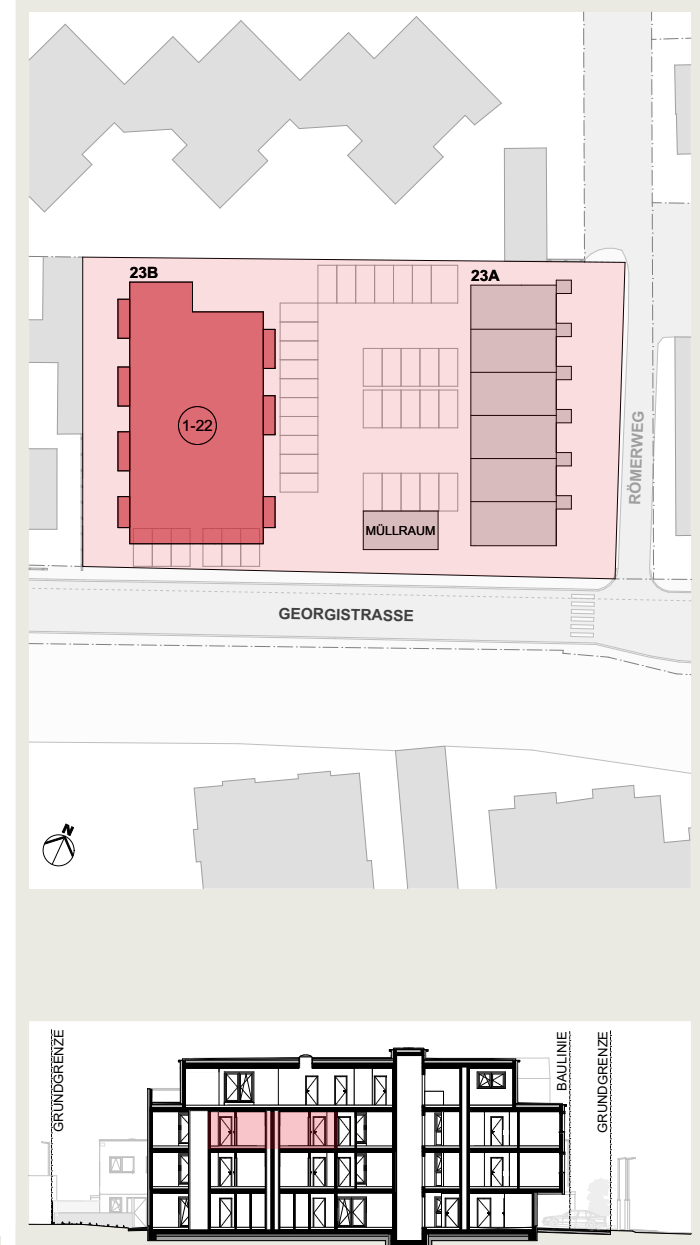 23B
23A
1-22
RÖMERWEG
MÜLLRAUM
GEORGISTRASSE
N
GRUNDGRENZE
BAULINIE
GRUNDGRENZE